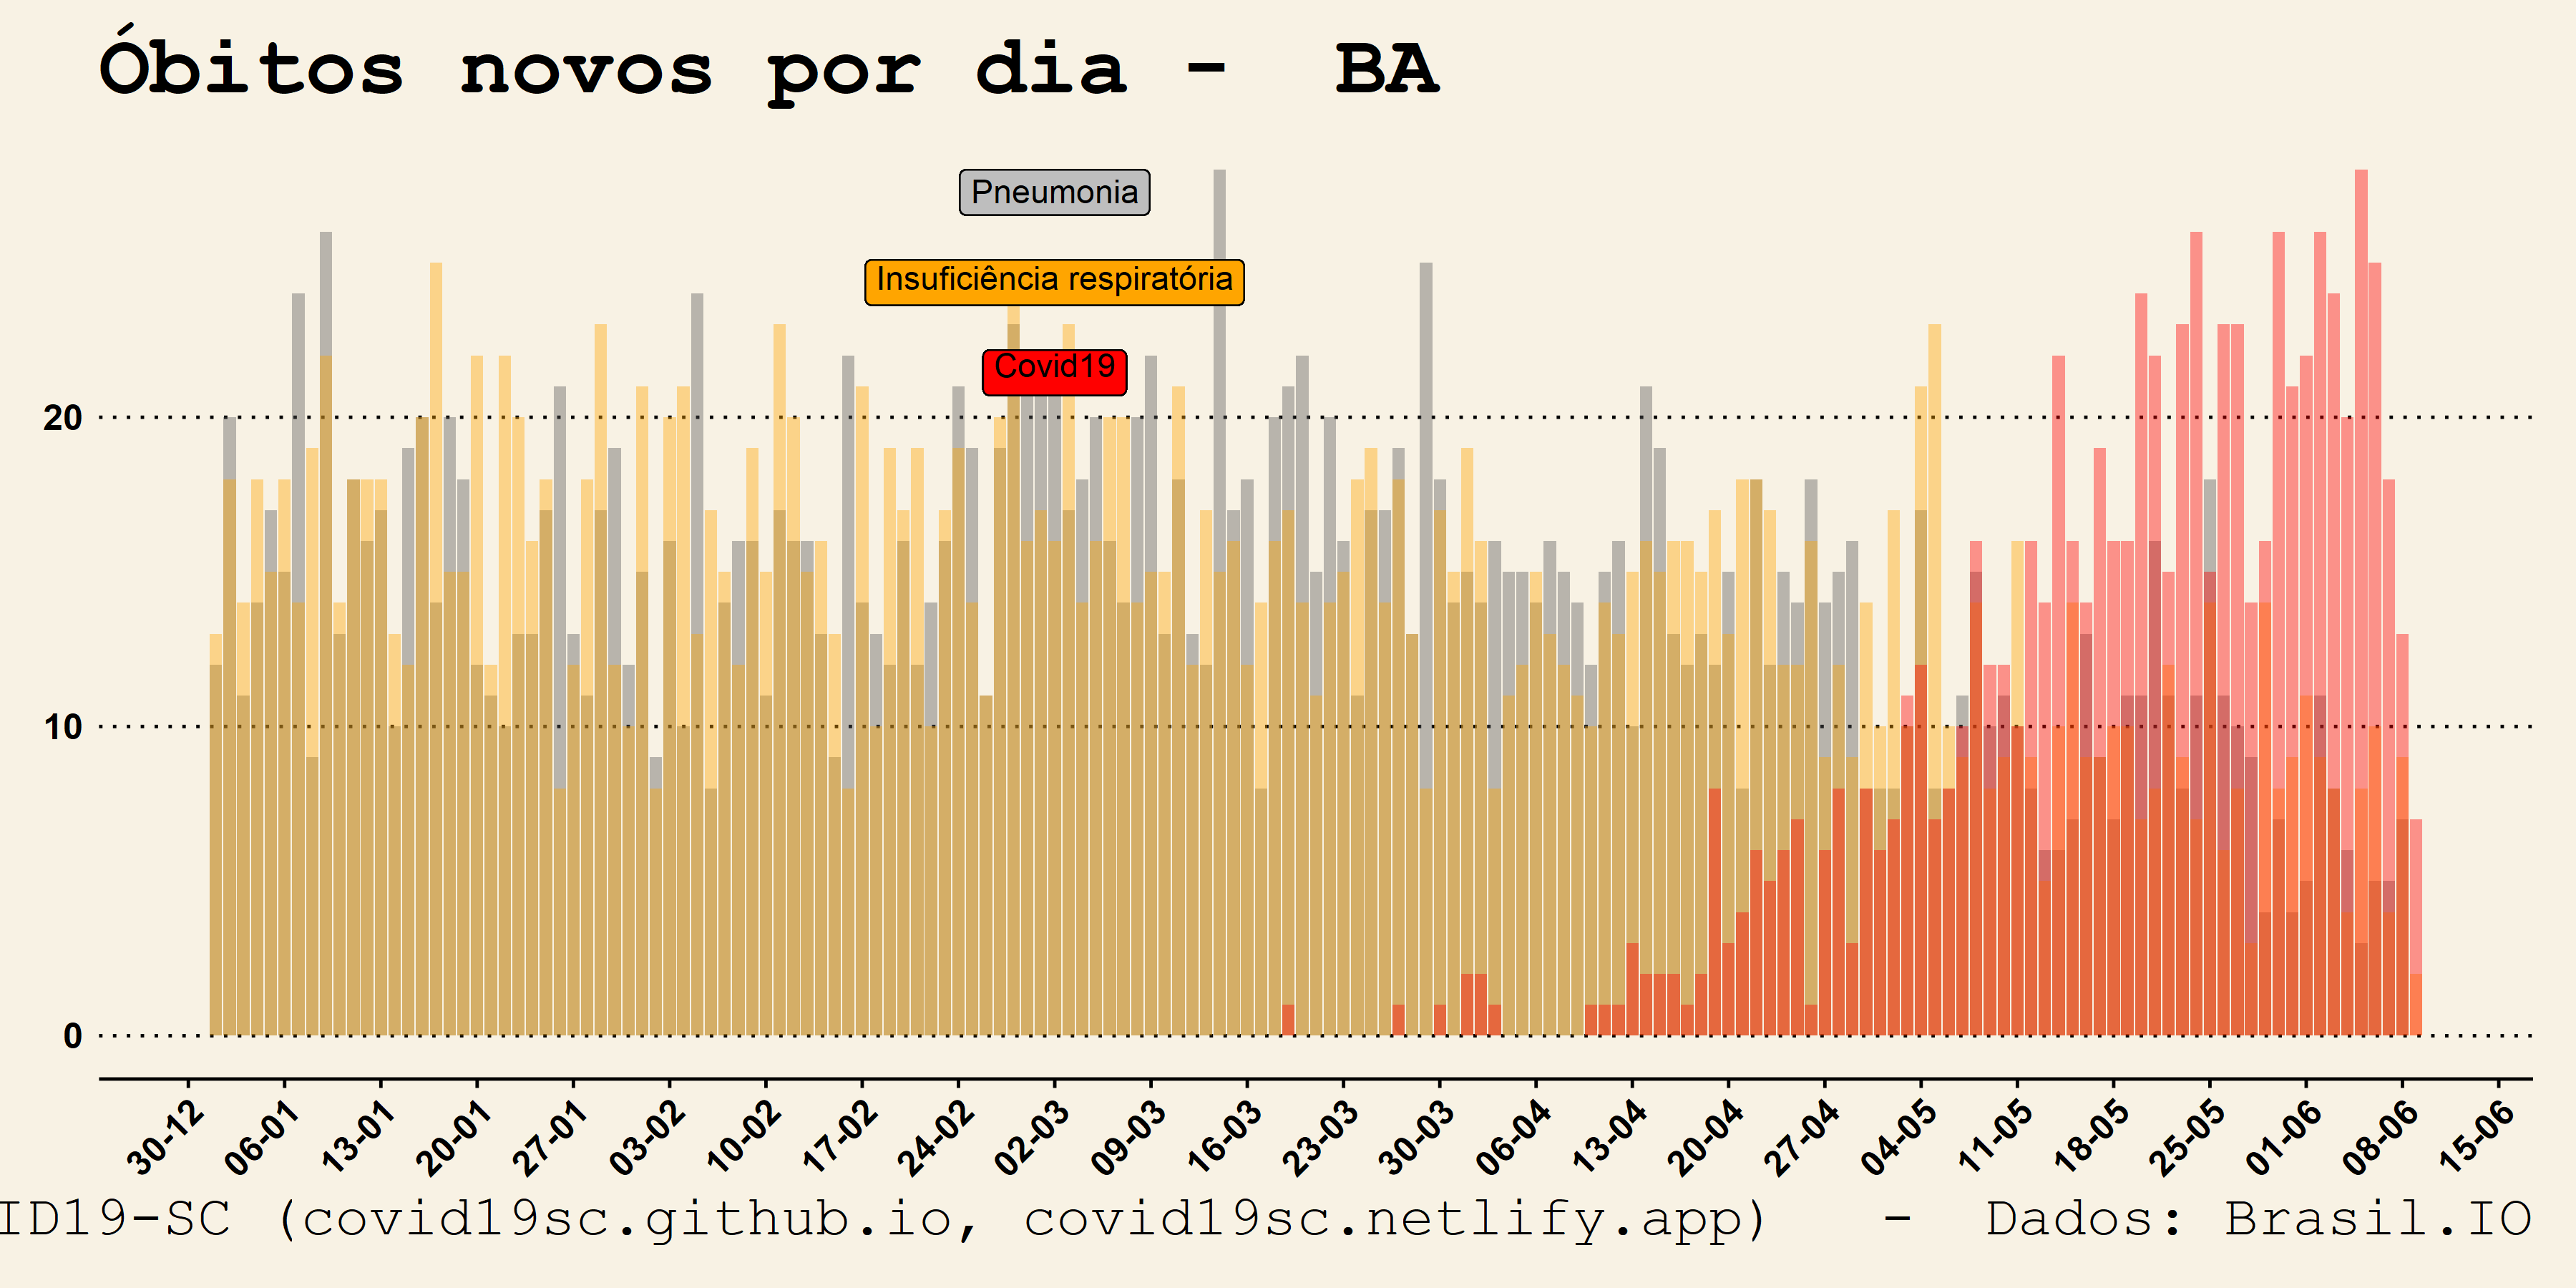 Óbitos novos por dia - BA
Pneumonia
Insuficiência respiratória
Covid19
20
10
0
30-12 06-01 13-01 20-01 27-01 03-02 10-02 17-02 24-02 02-03 09-03 16-03 23-03 30-03 06-04 13-04 20-04 27-04 04-05 11-05 18-05 25-05 01-06 08-06 15-06
ID19-SC (covid19sc.github.io, covid19sc.netlify.app) - Dados: Brasil.IO